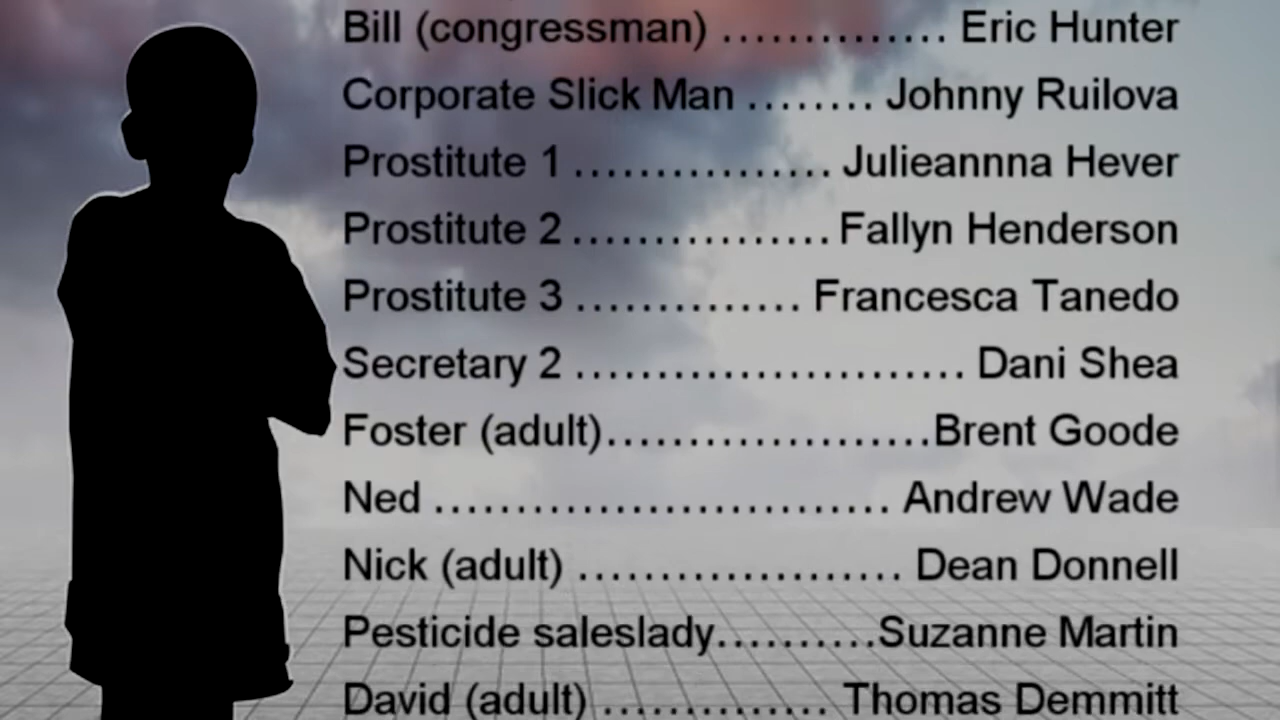 Bill (congressman) .............. Eric Hunter
Corporate Slick Man ........ Johnny Ruilova
Prostitute 1 ................ Julieannna Hever
Prostitute 2 ................ Fallyn Henderson
Prostitute 3 .............. Francesca Tanedo
Secretary 2 ........................ Dani Shea
Foster (adult)....................Brent Goode
Ned ............................ Andrew Wade
Nick (adult) .................... Dean Donnell
Pesticide saleslady..........Suzanne Martin
David (adult) .............. Thomas Demmitt